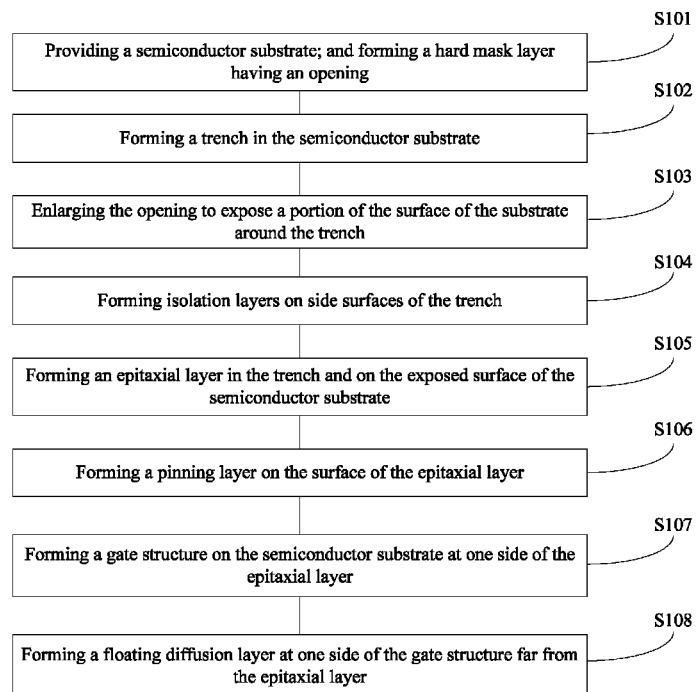 S101
Providing a semiconductor substrate; and forming a hard mask layer
having an opening
S102
Forming a trench in the semiconductor substrate
S103
Enlarging the opening to expose a portion of the surface of the substrate
around the trench
S104
Forming isolation layers on side surfaces of the trench
S105
Forming an epitaxial layer in the trench and on the exposed surface of the
semiconductor substrate
S106
Forming a pinning layer on the surface of the epitaxial layer
S107
Forming a gate structure on the semiconductor substrate at one side of the
epitaxial layer
S108
Forming a floating diffusion layer at one side of the gate structure far from
the epitaxial layer